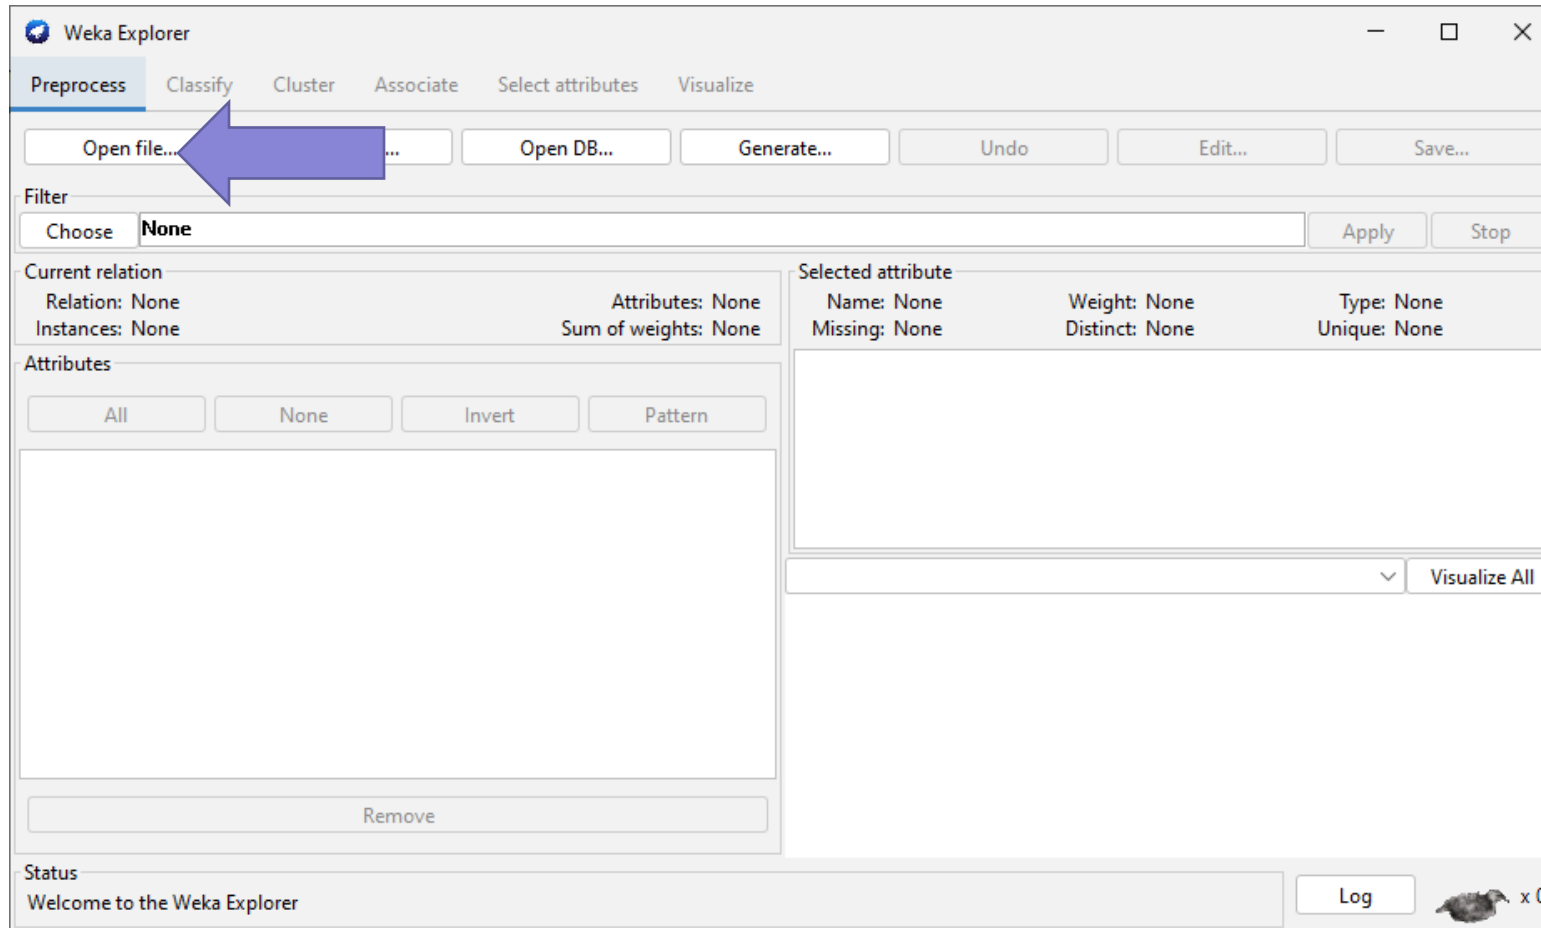 Weka Explorer
Preprocess Classify Cluster Associate Select attributes Visualize
Open file... ... Open DB... Generate... Undo Edit... Save...
Filter
Choose None Apply Stop
Current relation
Relation: None Attributes: None
Instances: None Sum of weights: None
Selected attribute
Name: None Weight: None Type: None
Missing: None Distinct: None Unique: None
Attributes
All None Invert Pattern
Visualize All
Remove
Status
Welcome to the Weka Explorer
Log x